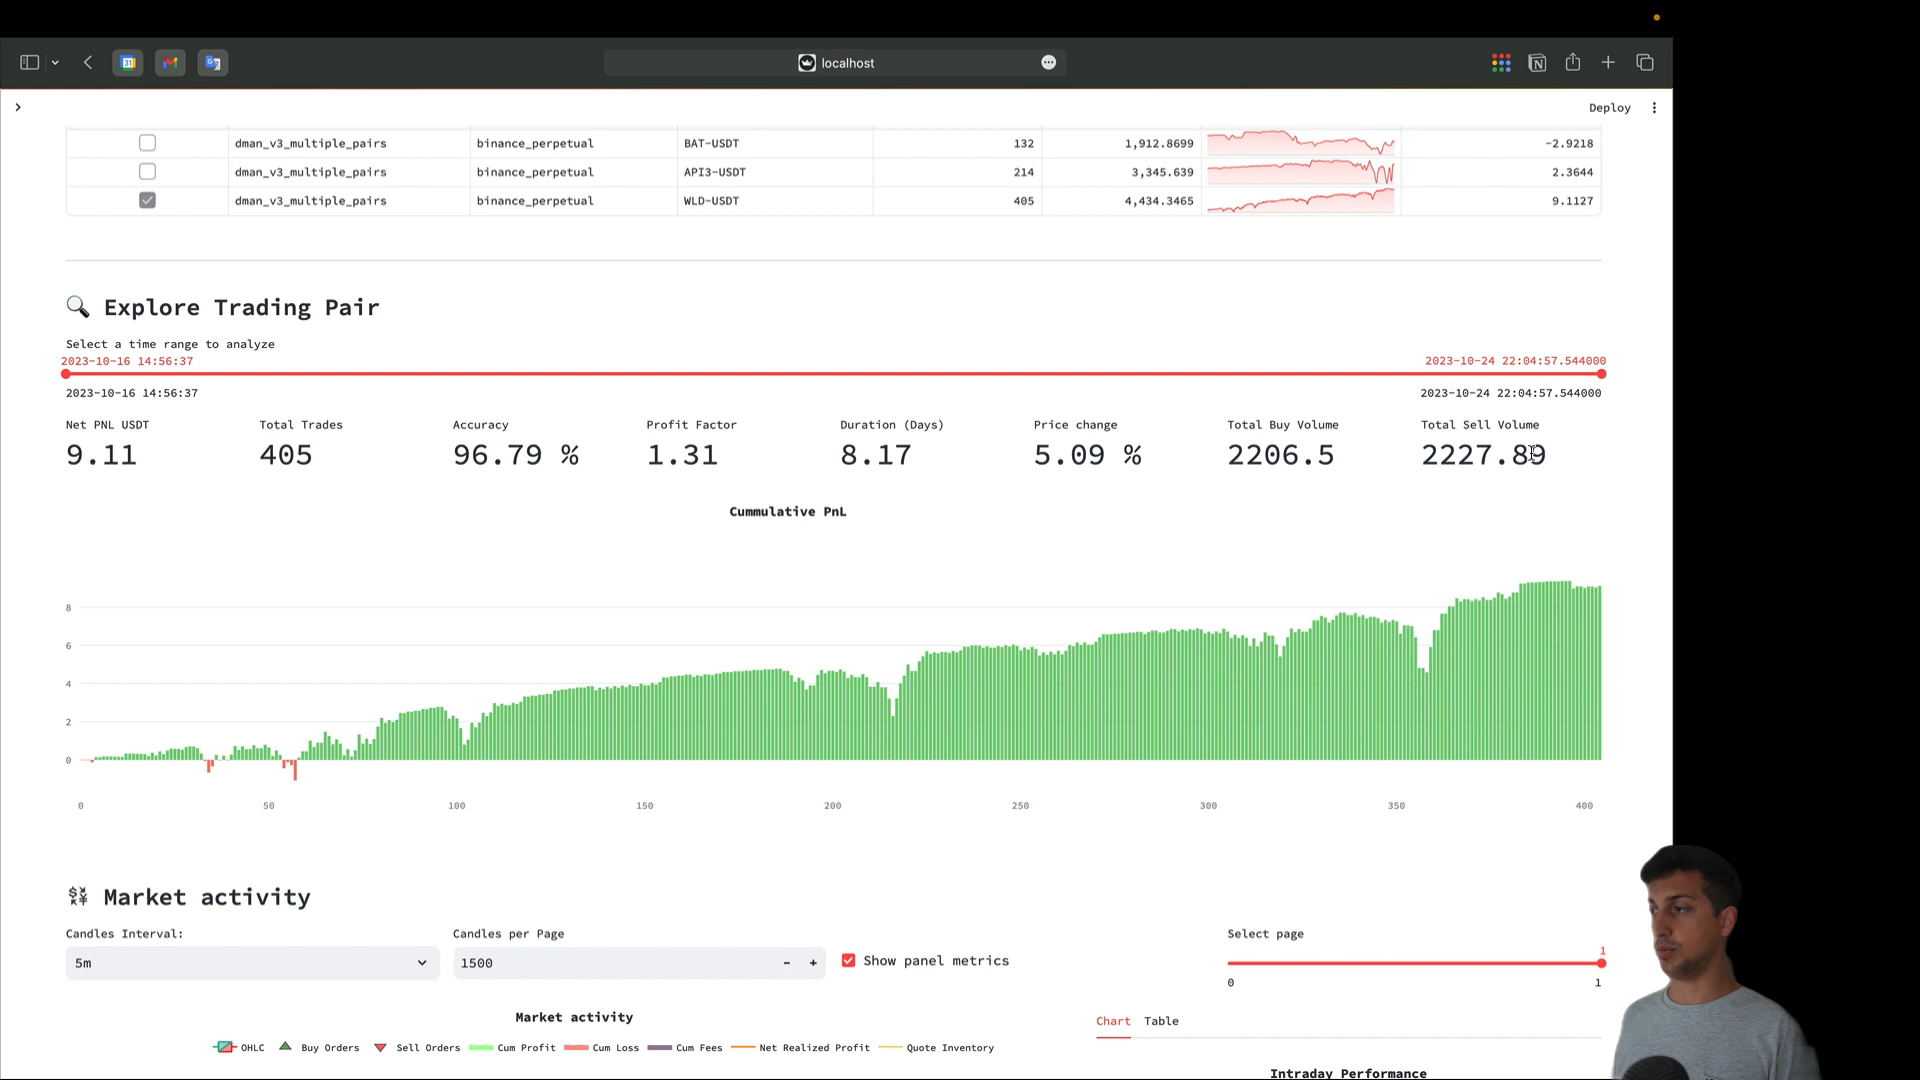 31
localhost
Deploy
dman_v3_multiple_pairs binance_perpetual BAT-USDT 132 1,912.8699 -2.9218
dman_v3_multiple_pairs binance_perpetual API3-USDT 214 3,345.639 2.3644
dman_v3_multiple_pairs binance_perpetual WLD-USDT 405 4,434.3465 9.1127
Explore Trading Pair
Select a time range to analyze
2023-10-16 14:56:37 2023-10-24 22:04:57.544000
2023-10-16 14:56:37 2023-10-24 22:04:57.544000
Net PNL USDT Total Trades Accuracy Profit Factor Duration (Days) Price change Total Buy Volume Total Sell Volume
9.11 405 96.79 % 1.31 8.17 5.09 % 2206.5 2227.89
Cummulative PnL
8
6
4
2
0
0 50 100 150 200 250 300 350 400
Market activity
Candles Interval: Candles per Page Select page
1
5m 1500 - + Show panel metrics
0 1
Market activity
Chart Table
OHLC Buy Orders Sell Orders Cum Profit Cum Loss Cum Fees Net Realized Profit Quote Inventory
Intraday Performance